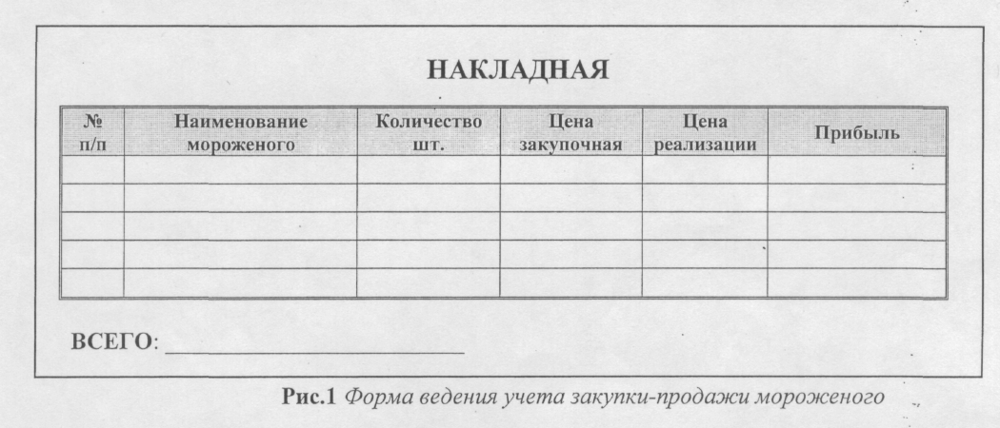 НАКЛАДНАЯ
№ п/п
Наименование мороженого
Количество шт.
Цена закупочная
Цена реализации
Прибыль
ВСЕГО:
Рис.1 Форма ведения учета закупки-продажи мороженого